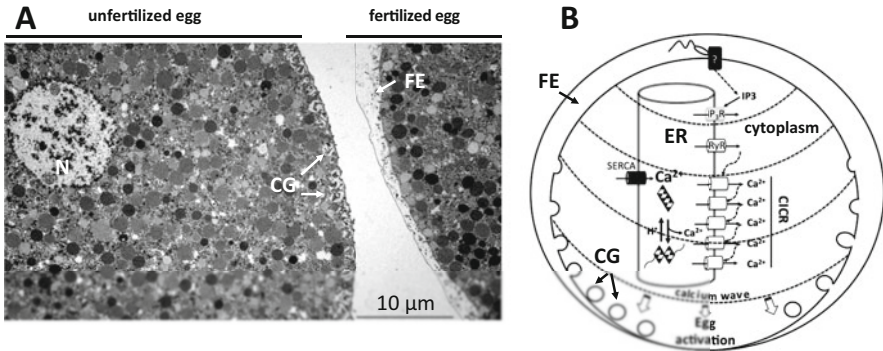 A
unfertilized egg
fertilized egg
FE
N
CG
10 µm
B
?
FE
IP3
IP3R
cytoplasm
ER
RyR
SERCA
Ca2+
Ca2+
Ca2+
Ca2+
CICR
H+
Ca2+
Ca2+
Ca2+
CG
calcium wave
Egg
activation